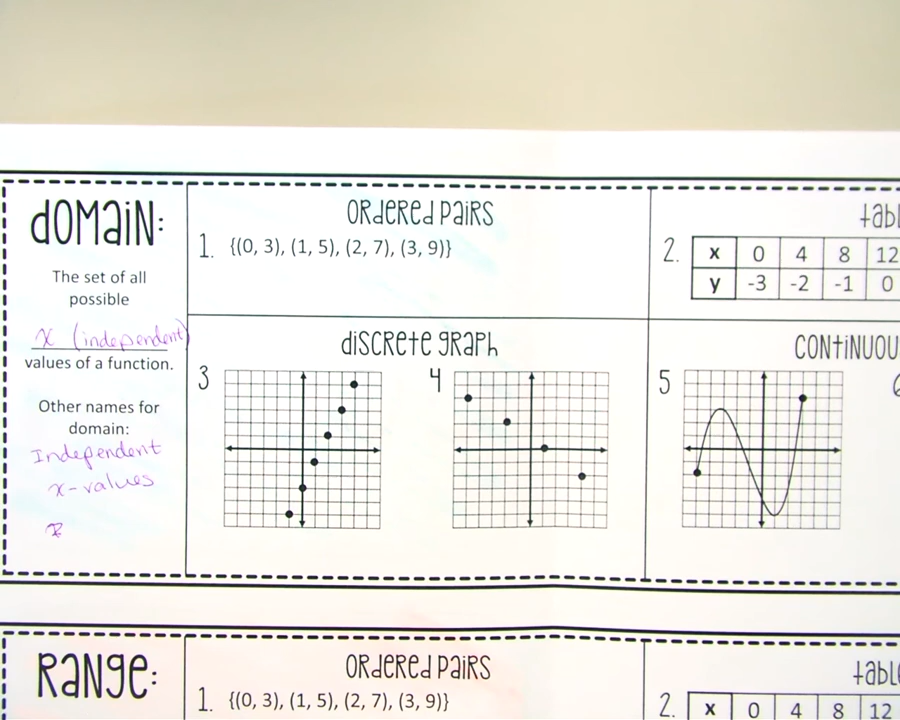 DOMAIN:
The set of all
possible
x (independent)
values of a function.
Other names for
domain:
Independent
x-values
ORDERED PAIRS
1. {(0, 3), (1, 5), (2, 7), (3, 9)}
2.
x 0 4 8 12
y -3 -2 -1 0
DISCRETE GRAPH
3
4
5
RANGE:
ORDERED PAIRS
1. {(0, 3), (1, 5), (2, 7), (3, 9)}
2.
x 0 4 8 12